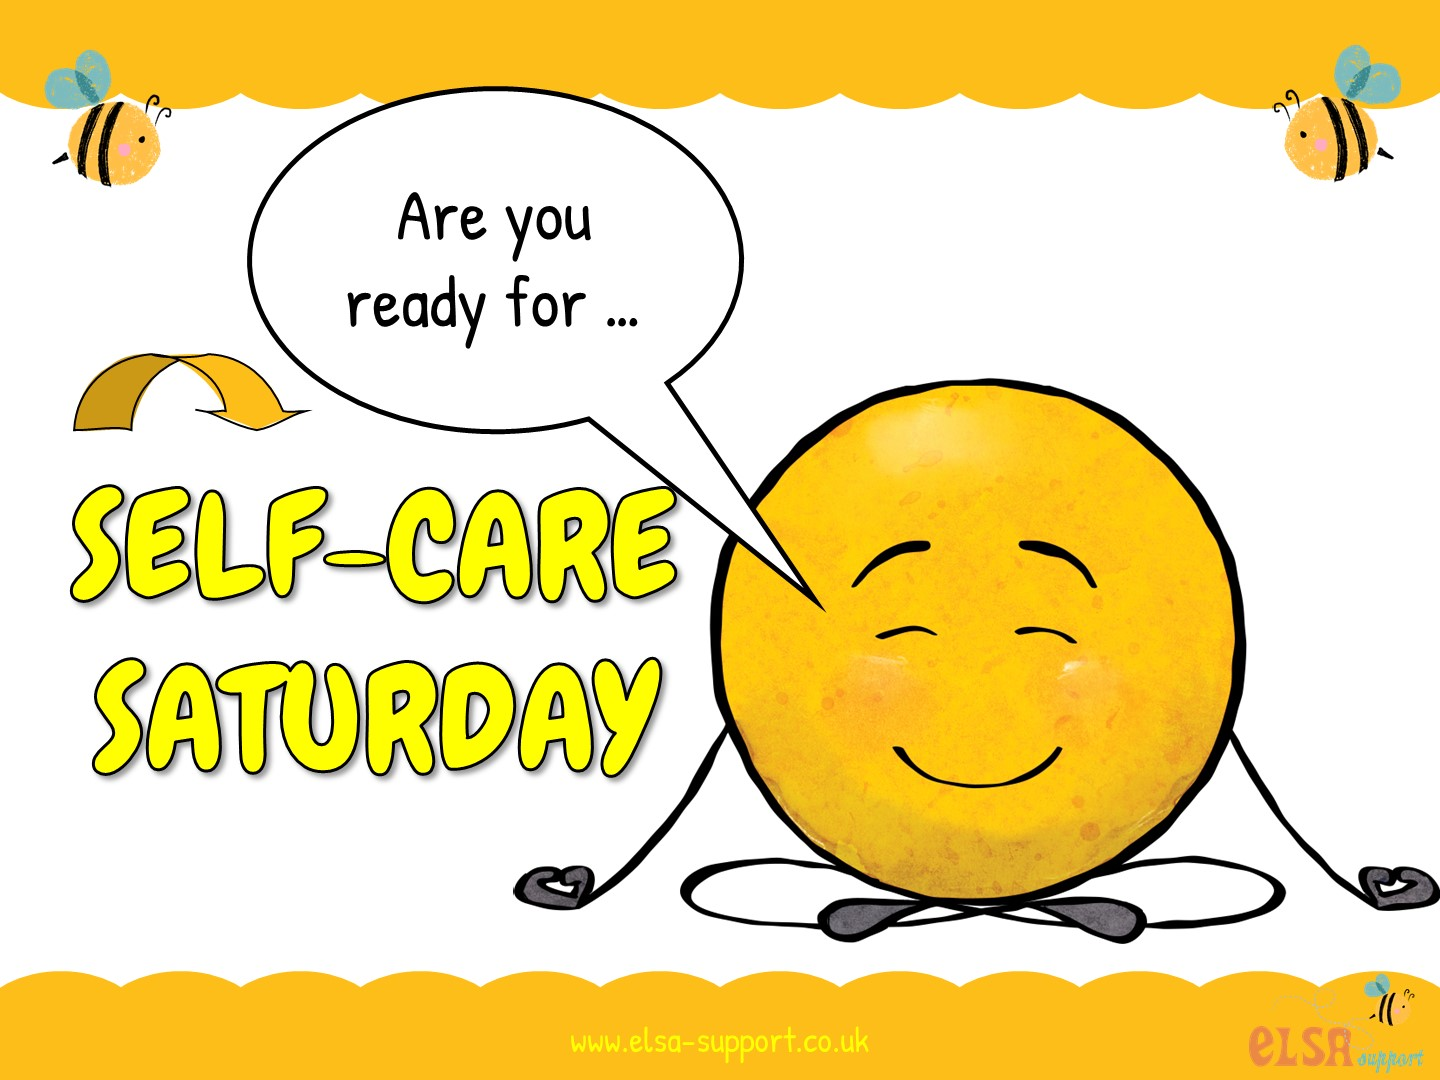 Are you
ready for ...
SELF-CARE
SATURDAY
www.elsa-support.co.uk
ELSA
support